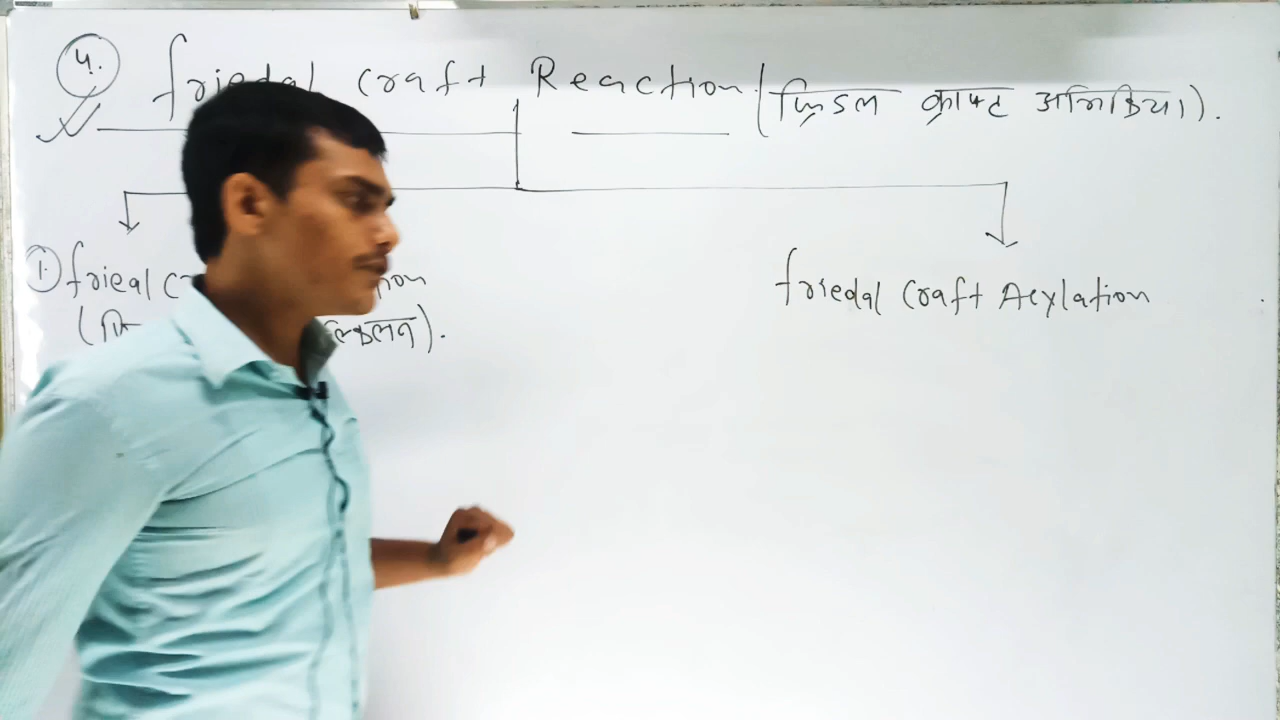 4. friedal craft Reaction (फ्रिडल क्राफ्ट अभिक्रिया).
1. frieal
friedal craft Acylation